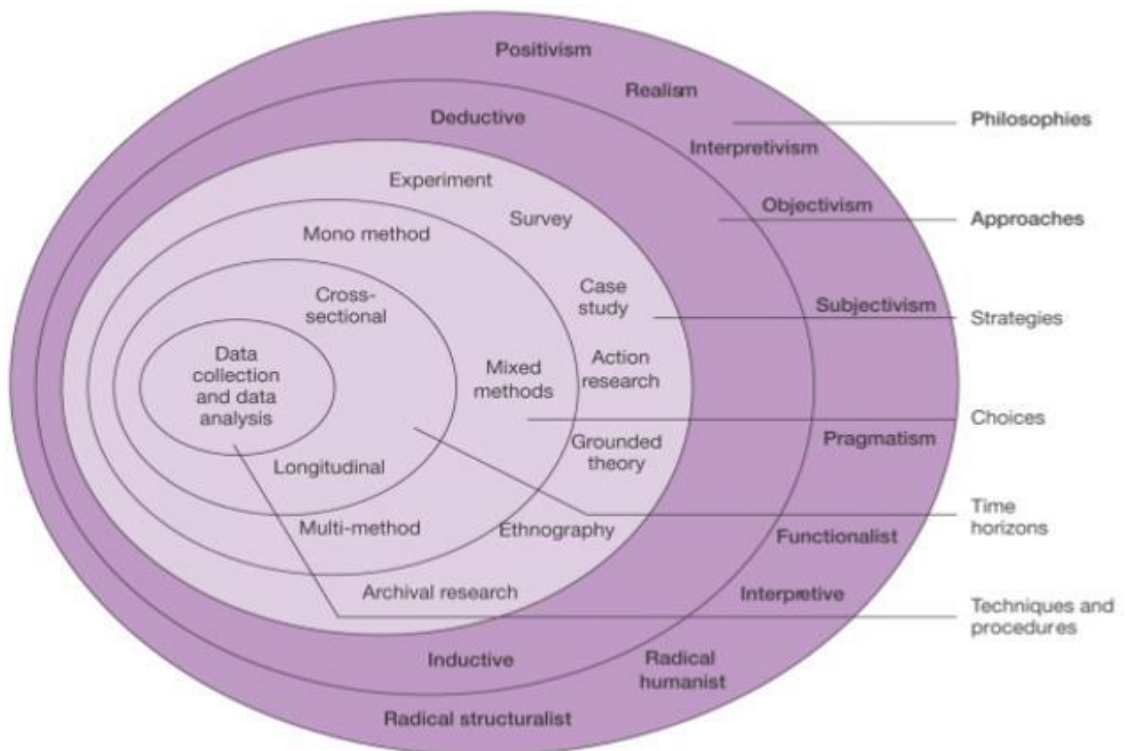 Positivism
Realism
Philosophies
Deductive
Interpretivism
Experiment
Objectivism
Approaches
Survey
Mono method
Case
study
Cross-
sectional
Subjectivism
Strategies
Data
collection
and data
analysis
Mixed
methods
Action
research
Choices
Pragmatism
Grounded
theory
Longitudinal
Time
horizons
Multi-method
Ethnography
Functionalist
Archival research
Interpretive
Techniques and
procedures
Inductive
Radical
humanist
Radical structuralist